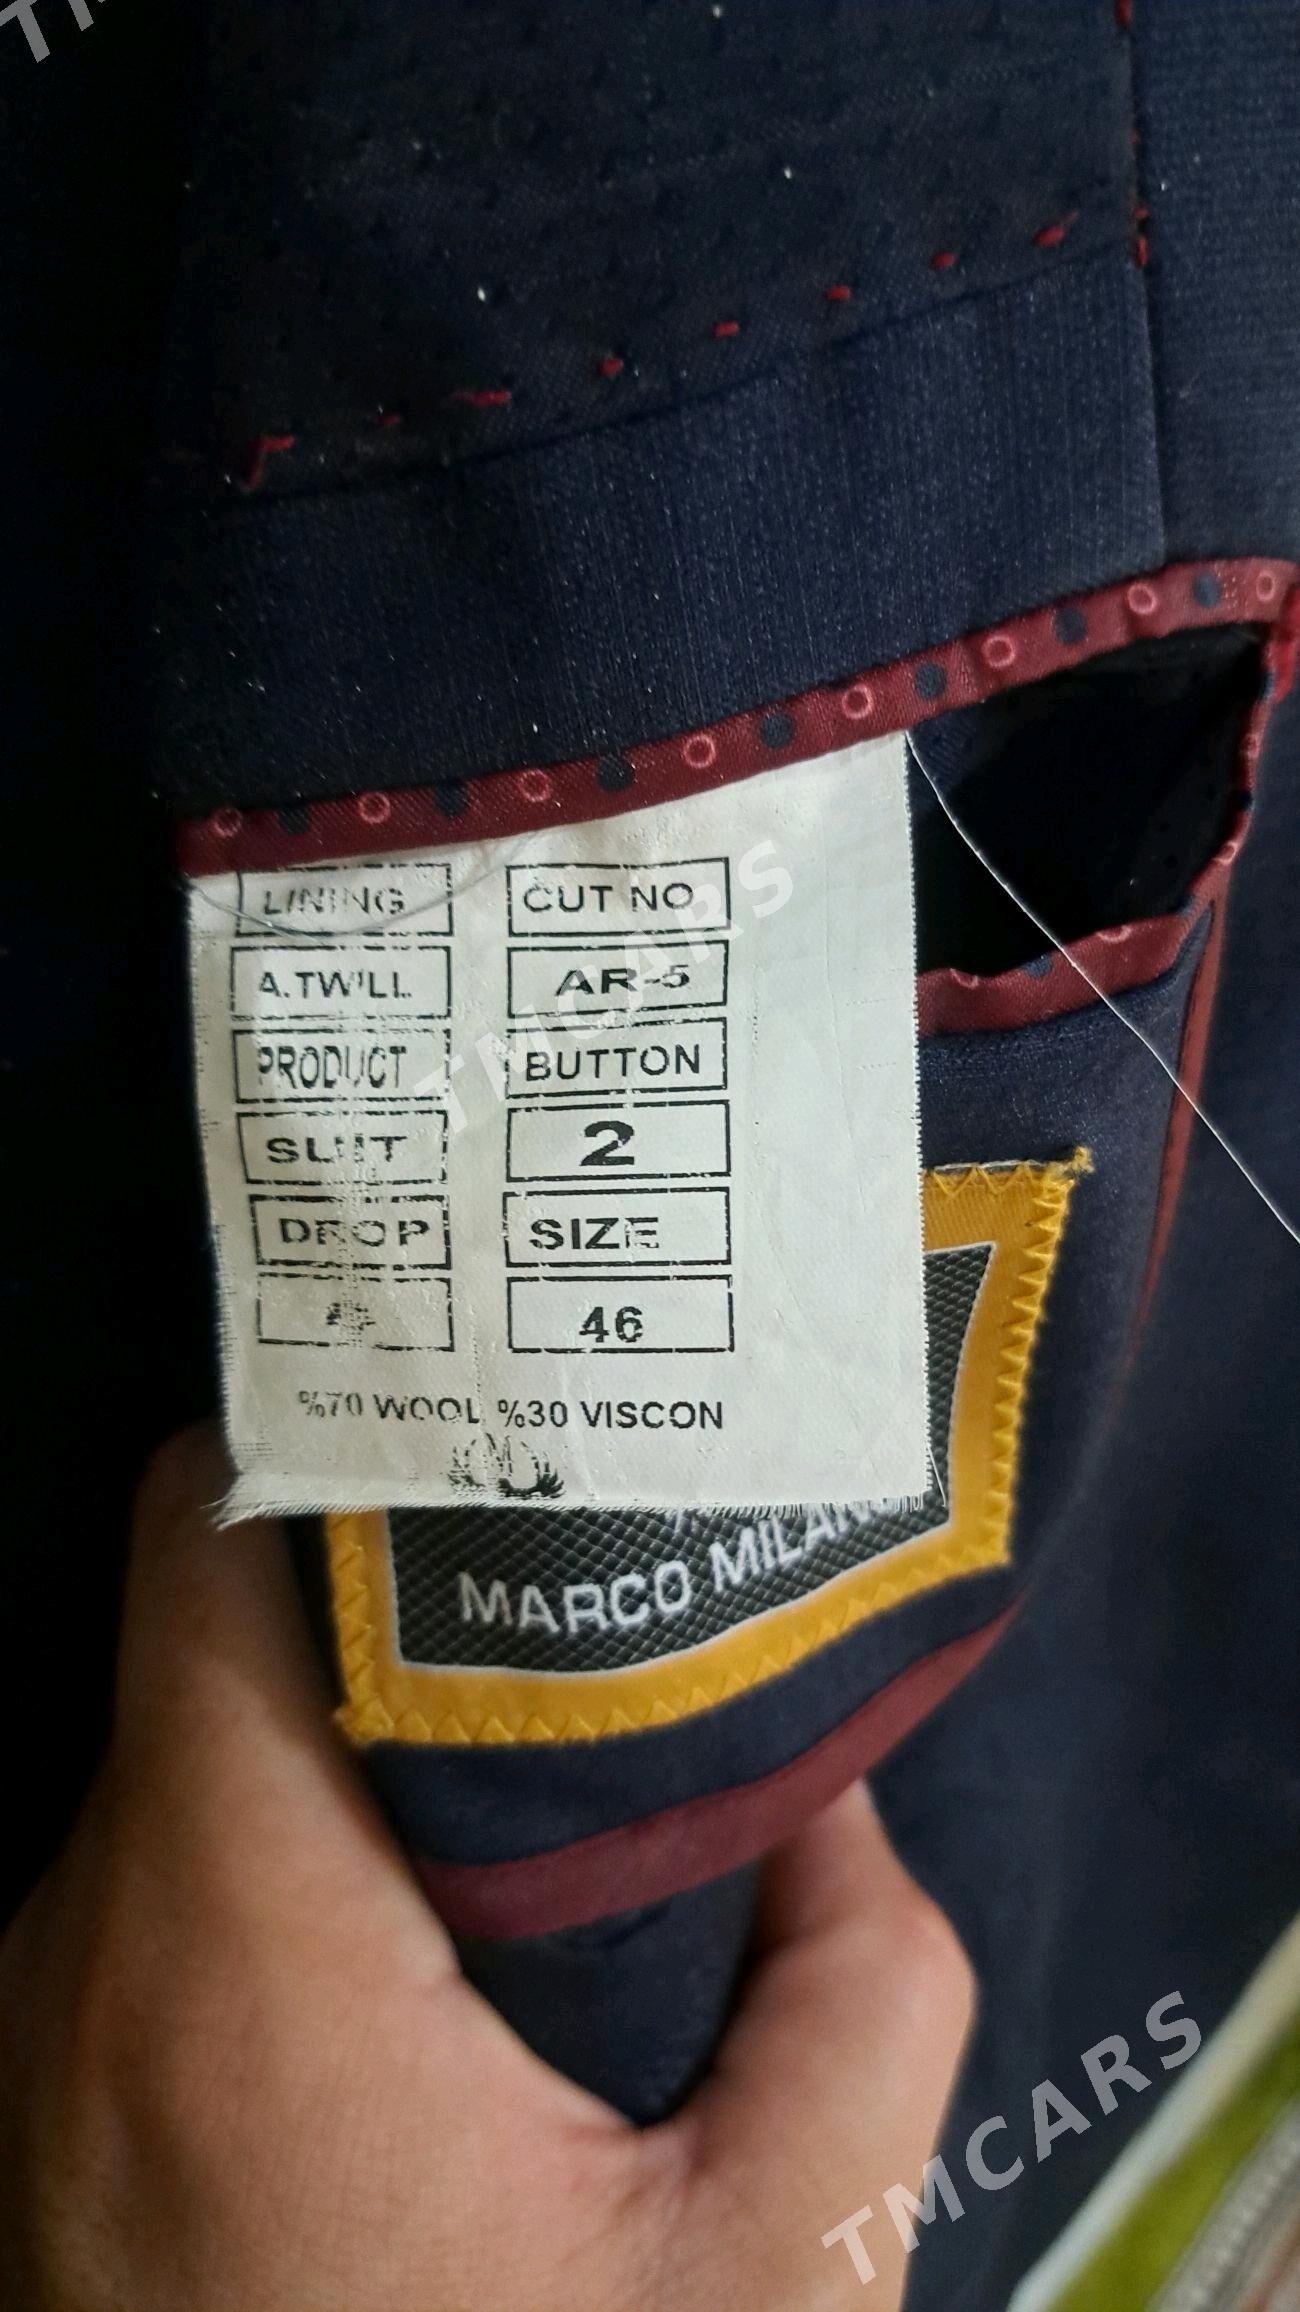 LINING CUT NO
A.TWILL AR-5
PRODUCT BUTTON
SUIT 2
DROP SIZE
46
%70 WOOL %30 VISCON
MARCO MILANO
TMCARS
TMCARS